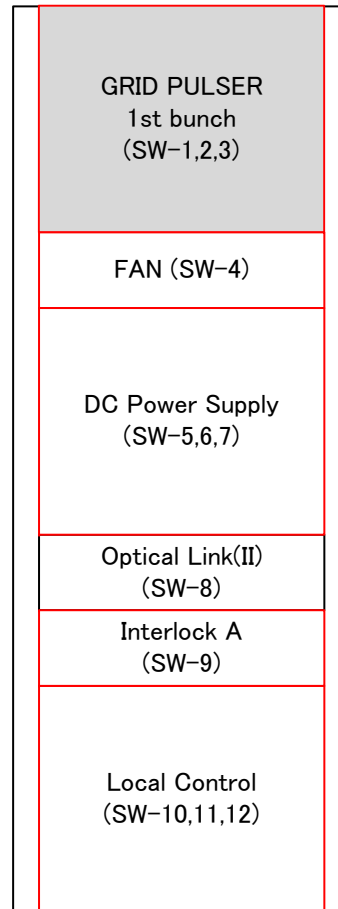 GRID PULSER
1st bunch
(SW-1,2,3)
FAN (SW-4)
DC Power Supply
(SW-5,6,7)
Optical Link(II)
(SW-8)
Interlock A
(SW-9)
Local Control
(SW-10,11,12)